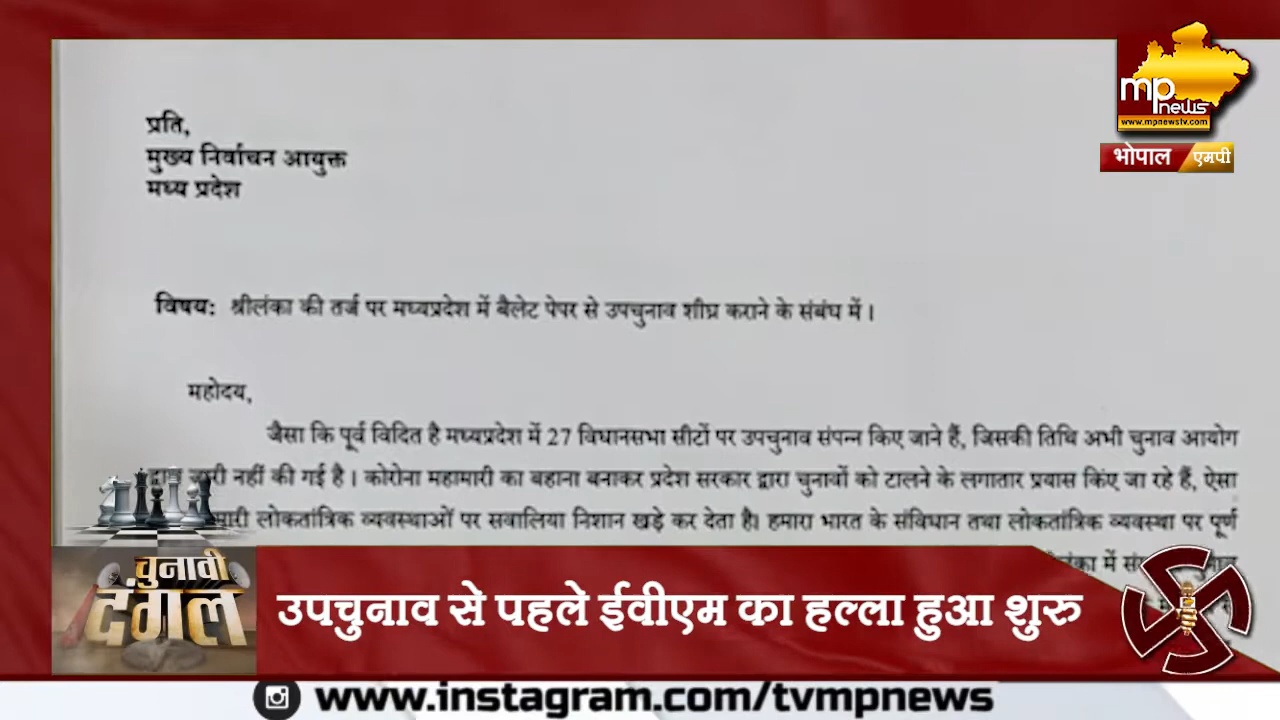 mp
news
www.mpnewstv.com
भोपाल एमपी
प्रति,
मुख्य निर्वाचन आयुक्त
मध्य प्रदेश
विषय: श्रीलंका की तर्ज पर मध्यप्रदेश में बैलेट पेपर से उपचुनाव शीघ्र कराने के संबंध में।
महोदय,
जैसा कि पूर्व विदित है मध्यप्रदेश में 27 विधानसभा सीटों पर उपचुनाव संपन्न किए जाने हैं, जिसकी तिथि अभी चुनाव आयोग
नहीं की गई है। कोरोना महामारी का बहाना बनाकर प्रदेश सरकार द्वारा चुनावों को टालने के लगातार प्रयास किंए जा रहे हैं, ऐसा
लोकतांत्रिक व्यवस्थाओं पर सवालिया निशान खड़े कर देता है। हमारा भारत के संविधान तथा लोकतांत्रिक व्यवस्था पर पूर्ण
में
चुनावी
दंगल
उपचुनाव से पहले ईवीएम का हल्ला हुआ शुरु
www.instagram.com/tvmpnews